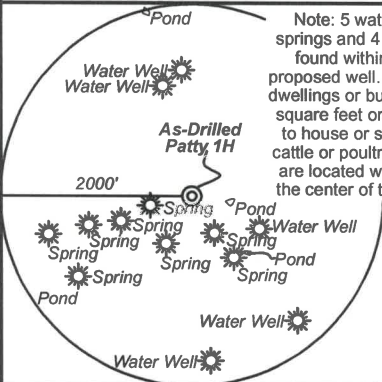 Pond
Note: 5 wat
springs and 4
found within
proposed well.
dwellings or bu
square feet or
to house or s
cattle or poultr
are located w
the center of t
Water Well
Water Well
As-Drilled
Patty 1H
2000'
Spring
Pond
Spring
Water Well
Spring
Spring
Spring
Spring
Pond
Spring
Spring
Pond
Water Well
Water Well